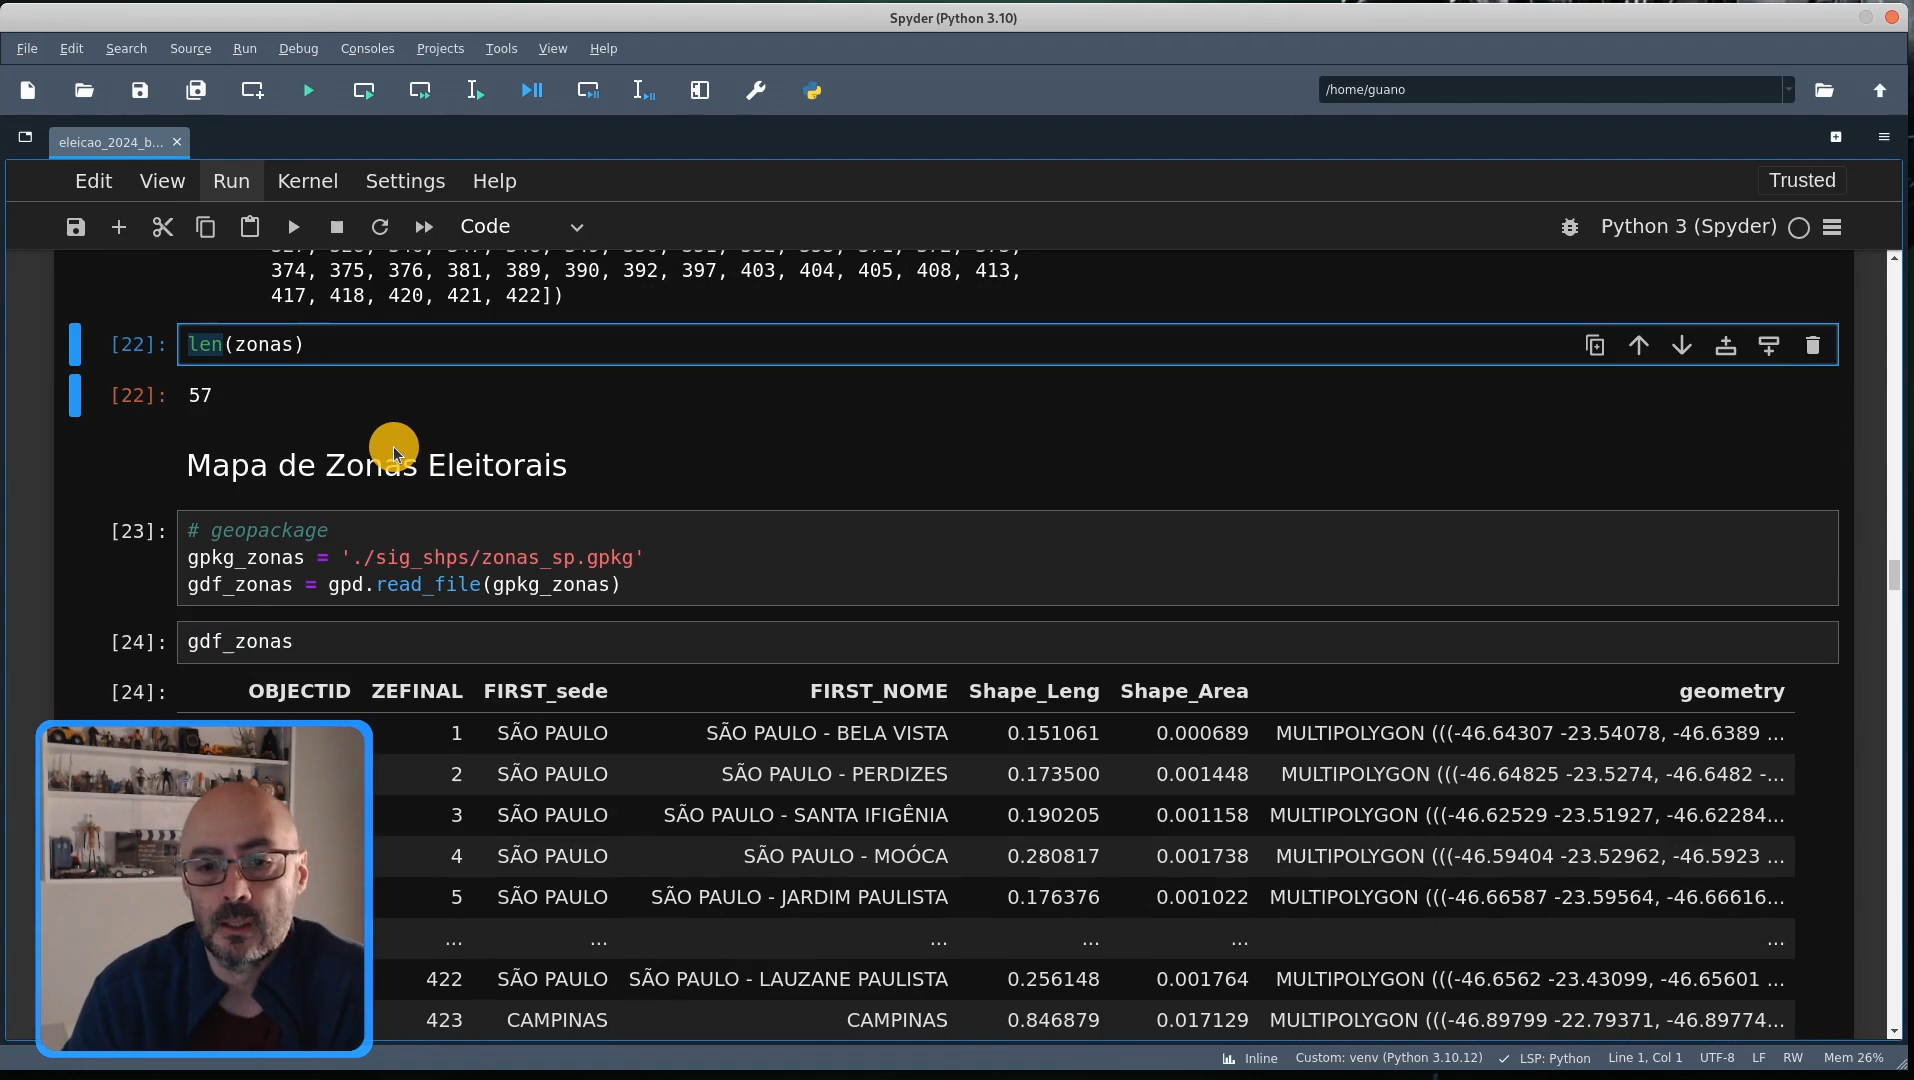 Spyder (Python 3.10)
File Edit Search Source Run Debug Consoles Projects Tools View Help
/home/guano
eleicao_2024_b...
Edit View Run Kernel Settings Help Trusted
Code Python 3 (Spyder)
374, 375, 376, 381, 389, 390, 392, 397, 403, 404, 405, 408, 413,
417, 418, 420, 421, 422])
[22]: len(zonas)
[22]: 57
Mapa de Zonas Eleitorais
[23]: # geopackage
gpkg_zonas = './sig_shps/zonas_sp.gpkg'
gdf_zonas = gpd.read_file(gpkg_zonas)
[24]: gdf_zonas
[24]: OBJECTID ZEFINAL FIRST_sede FIRST_NOME Shape_Leng Shape_Area geometry
1 SÃO PAULO SÃO PAULO - BELA VISTA 0.151061 0.000689 MULTIPOLYGON (((-46.64307 -23.54078, -46.6389 ...
2 SÃO PAULO SÃO PAULO - PERDIZES 0.173500 0.001448 MULTIPOLYGON (((-46.64825 -23.5274, -46.6482 -...
3 SÃO PAULO SÃO PAULO - SANTA IFIGÊNIA 0.190205 0.001158 MULTIPOLYGON (((-46.62529 -23.51927, -46.62284...
4 SÃO PAULO SÃO PAULO - MOÓCA 0.280817 0.001738 MULTIPOLYGON (((-46.59404 -23.52962, -46.5923 ...
5 SÃO PAULO SÃO PAULO - JARDIM PAULISTA 0.176376 0.001022 MULTIPOLYGON (((-46.66587 -23.59564, -46.66616...
... ... ... ... ... ...
422 SÃO PAULO SÃO PAULO - LAUZANE PAULISTA 0.256148 0.001764 MULTIPOLYGON (((-46.6562 -23.43099, -46.65601 ...
423 CAMPINAS CAMPINAS 0.846879 0.017129 MULTIPOLYGON (((-46.89799 -22.79371, -46.89774...
Inline Custom: venv (Python 3.10.12) LSP: Python Line 1, Col 1 UTF-8 LF RW Mem 26%